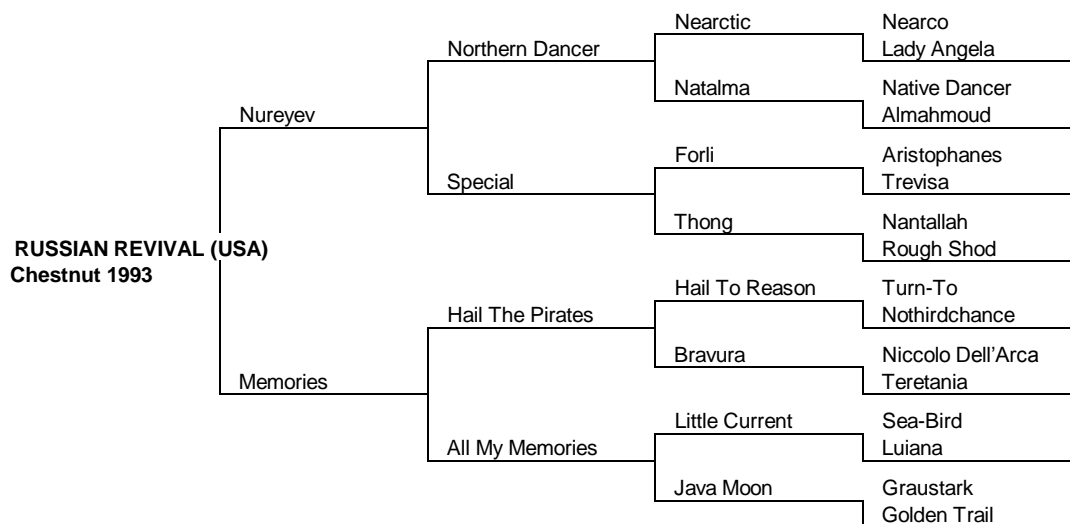 Nearctic
Nearco
Northern Dancer
Lady Angela
Natalma
Native Dancer
Nureyev
Almahmoud
Forli
Aristophanes
Special
Trevisa
Thong
Nantallah
RUSSIAN REVIVAL (USA)
Rough Shod
Chestnut 1993
Hail To Reason
Turn-To
Hail The Pirates
Nothirdchance
Bravura
Niccolo Dell’Arca
Memories
Teretania
Little Current
Sea-Bird
All My Memories
Luiana
Java Moon
Graustark
Golden Trail